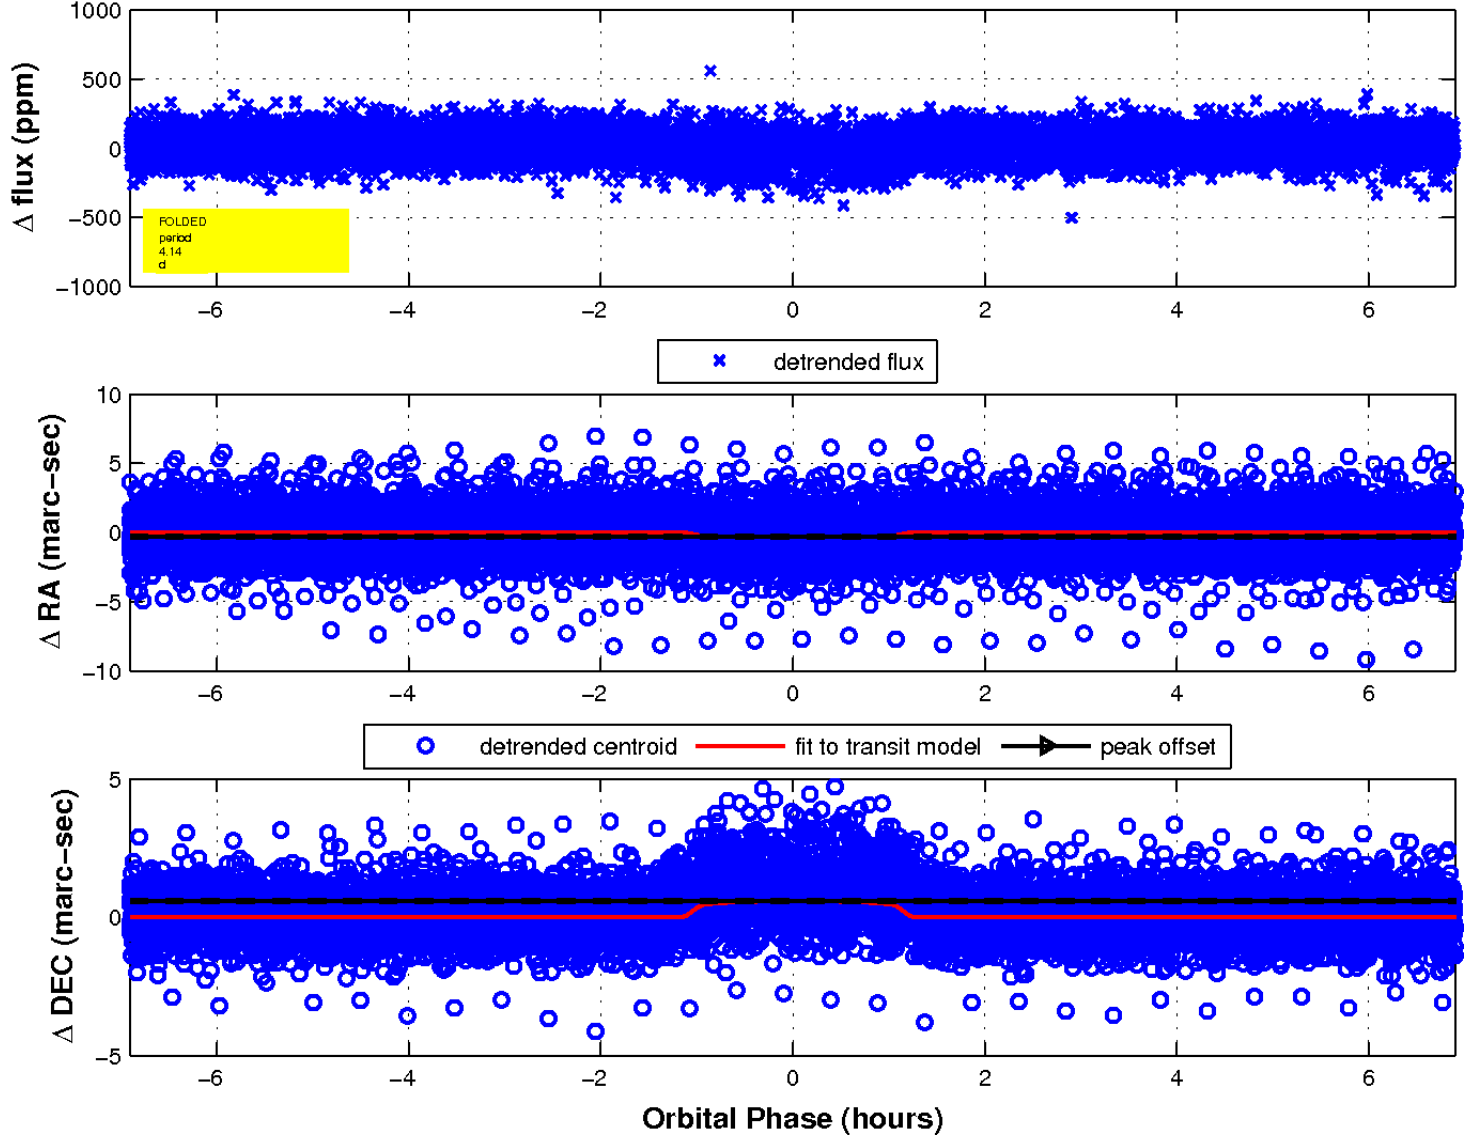 1000
500
0
−500
−1000
Δ flux (ppm)
FOLDED
period
4.14
d
−6 −4 −2 0 2 4 6
detrended flux
10
5
0
−5
−10
Δ RA (marc−sec)
−6 −4 −2 0 2 4 6
detrended centroid fit to transit model peak offset
5
0
−5
Δ DEC (marc−sec)
−6 −4 −2 0 2 4 6
Orbital Phase (hours)